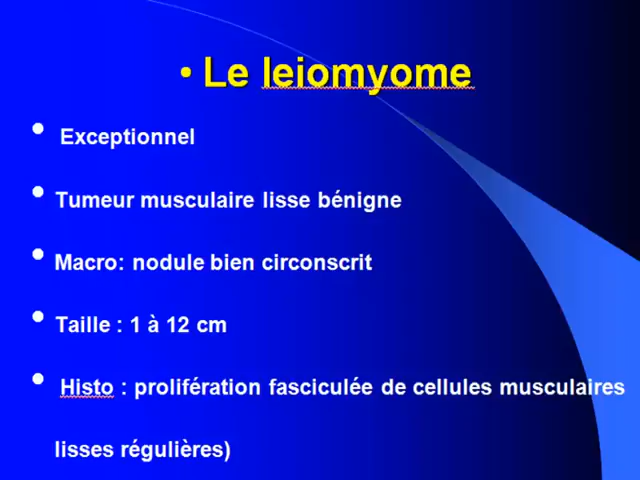 • Le leiomyome
• Exceptionnel
• Tumeur musculaire lisse bénigne
• Macro: nodule bien circonscrit
• Taille : 1 à 12 cm
• Histo : prolifération fasciculée de cellules musculaires
lisses régulières)